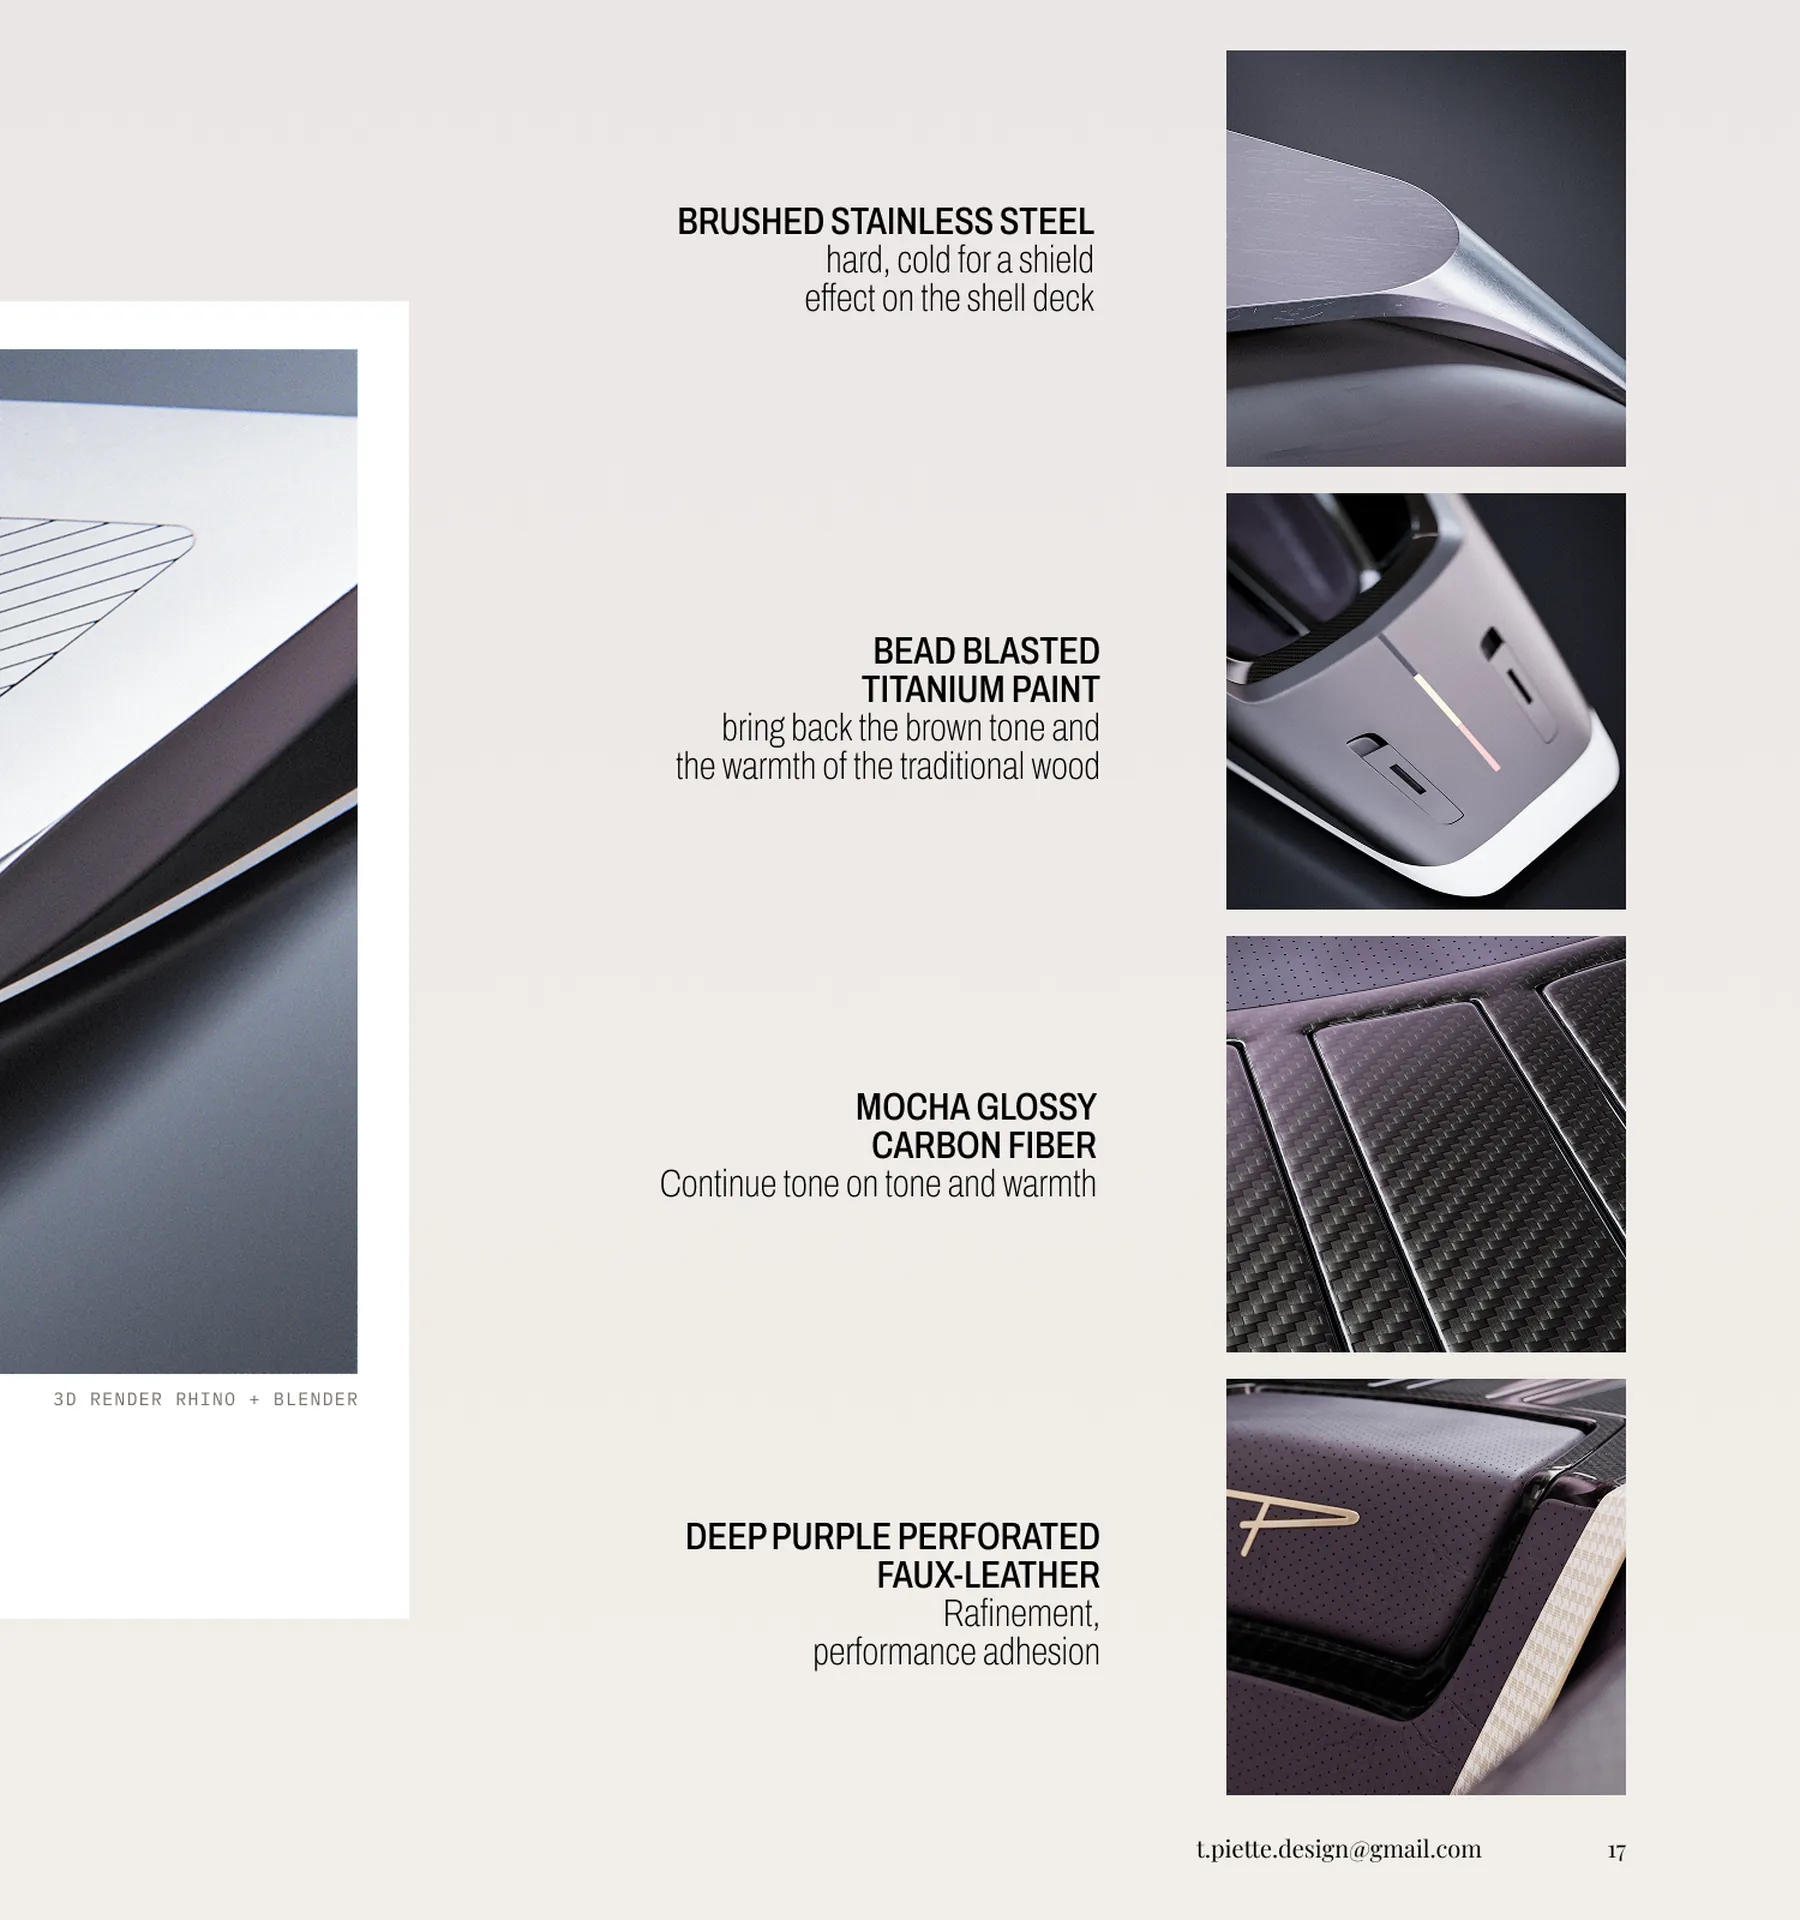 BRUSHED STAINLESS STEEL
hard, cold for a shield
effect on the shell deck
BEAD BLASTED
TITANIUM PAINT
bring back the brown tone and
the warmth of the traditional wood
MOCHA GLOSSY
CARBON FIBER
Continue tone on tone and warmth
3D RENDER RHINO + BLENDER
DEEP PURPLE PERFORATED
FAUX-LEATHER
Rafinement,
performance adhesion
t.piette.design@gmail.com
17